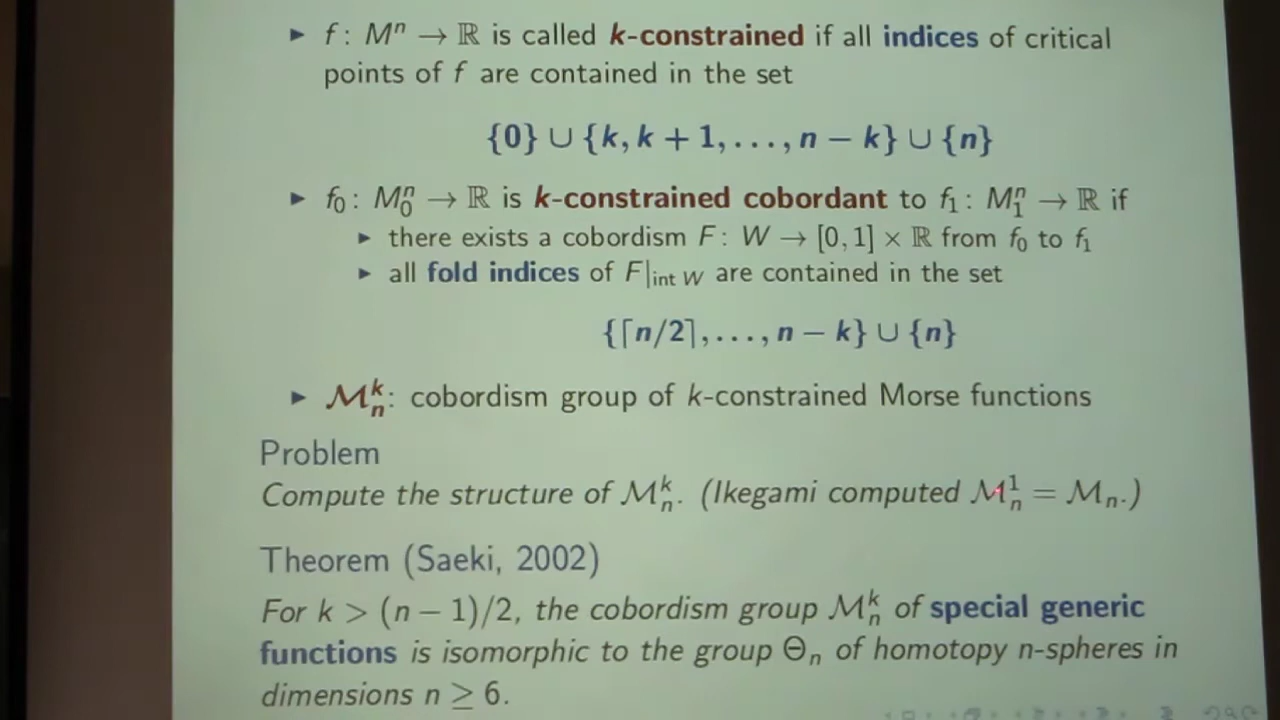 ▸ f : Mⁿ → ℝ is called k-constrained if all indices of critical
points of f are contained in the set
{0} ∪ {k, k + 1, . . . , n − k} ∪ {n}
▸ f₀ : M₀ⁿ → ℝ is k-constrained cobordant to f₁ : M₁ⁿ → ℝ if
▸ there exists a cobordism F : W → [0, 1] × ℝ from f₀ to f₁
▸ all fold indices of F|int W are contained in the set
{⌈n/2⌉, . . . , n − k} ∪ {n}
▸ ℳₙᵏ: cobordism group of k-constrained Morse functions
Problem
Compute the structure of ℳₙᵏ. (Ikegami computed ℳₙ¹ = ℳₙ.)
Theorem (Saeki, 2002)
For k > (n − 1)/2, the cobordism group ℳₙᵏ of special generic
functions is isomorphic to the group Θₙ of homotopy n-spheres in
dimensions n ≥ 6.